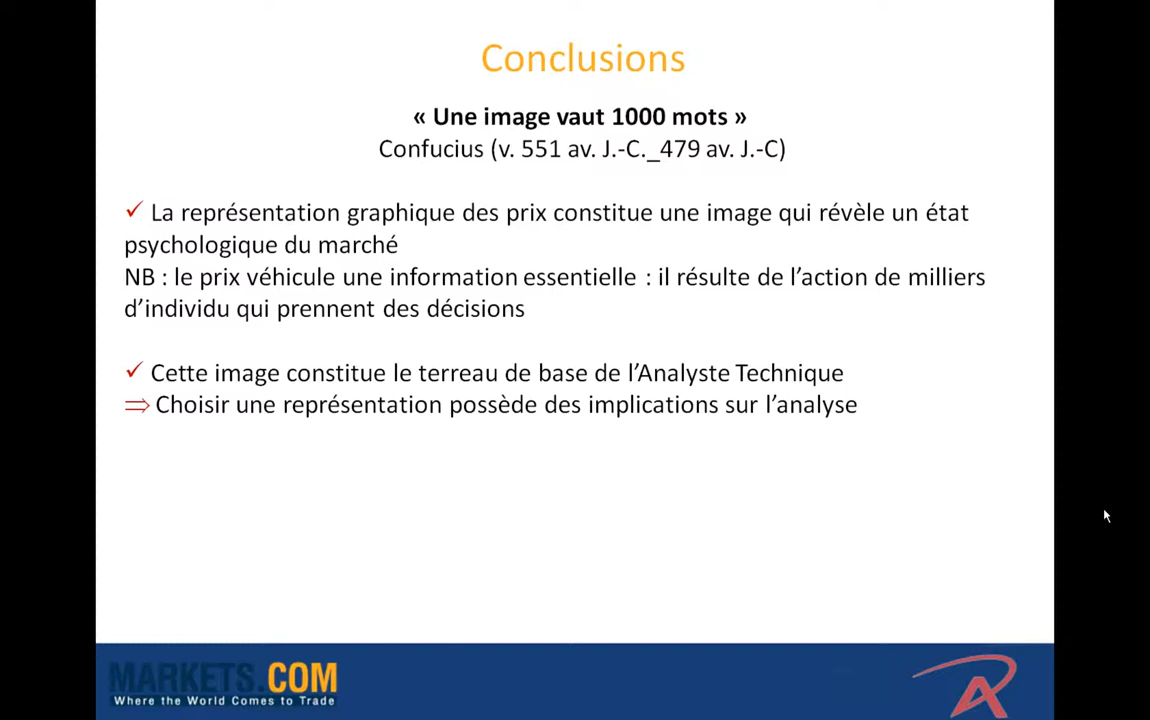 Conclusions
« Une image vaut 1000 mots »
Confucius (v. 551 av. J.-C._479 av. J.-C)
✓ La représentation graphique des prix constitue une image qui révèle un état
psychologique du marché
NB : le prix véhicule une information essentielle : il résulte de l’action de milliers
d’individu qui prennent des décisions
✓ Cette image constitue le terreau de base de l’Analyste Technique
⇒ Choisir une représentation possède des implications sur l’analyse
MARKETS.COM
Where the World Comes to Trade